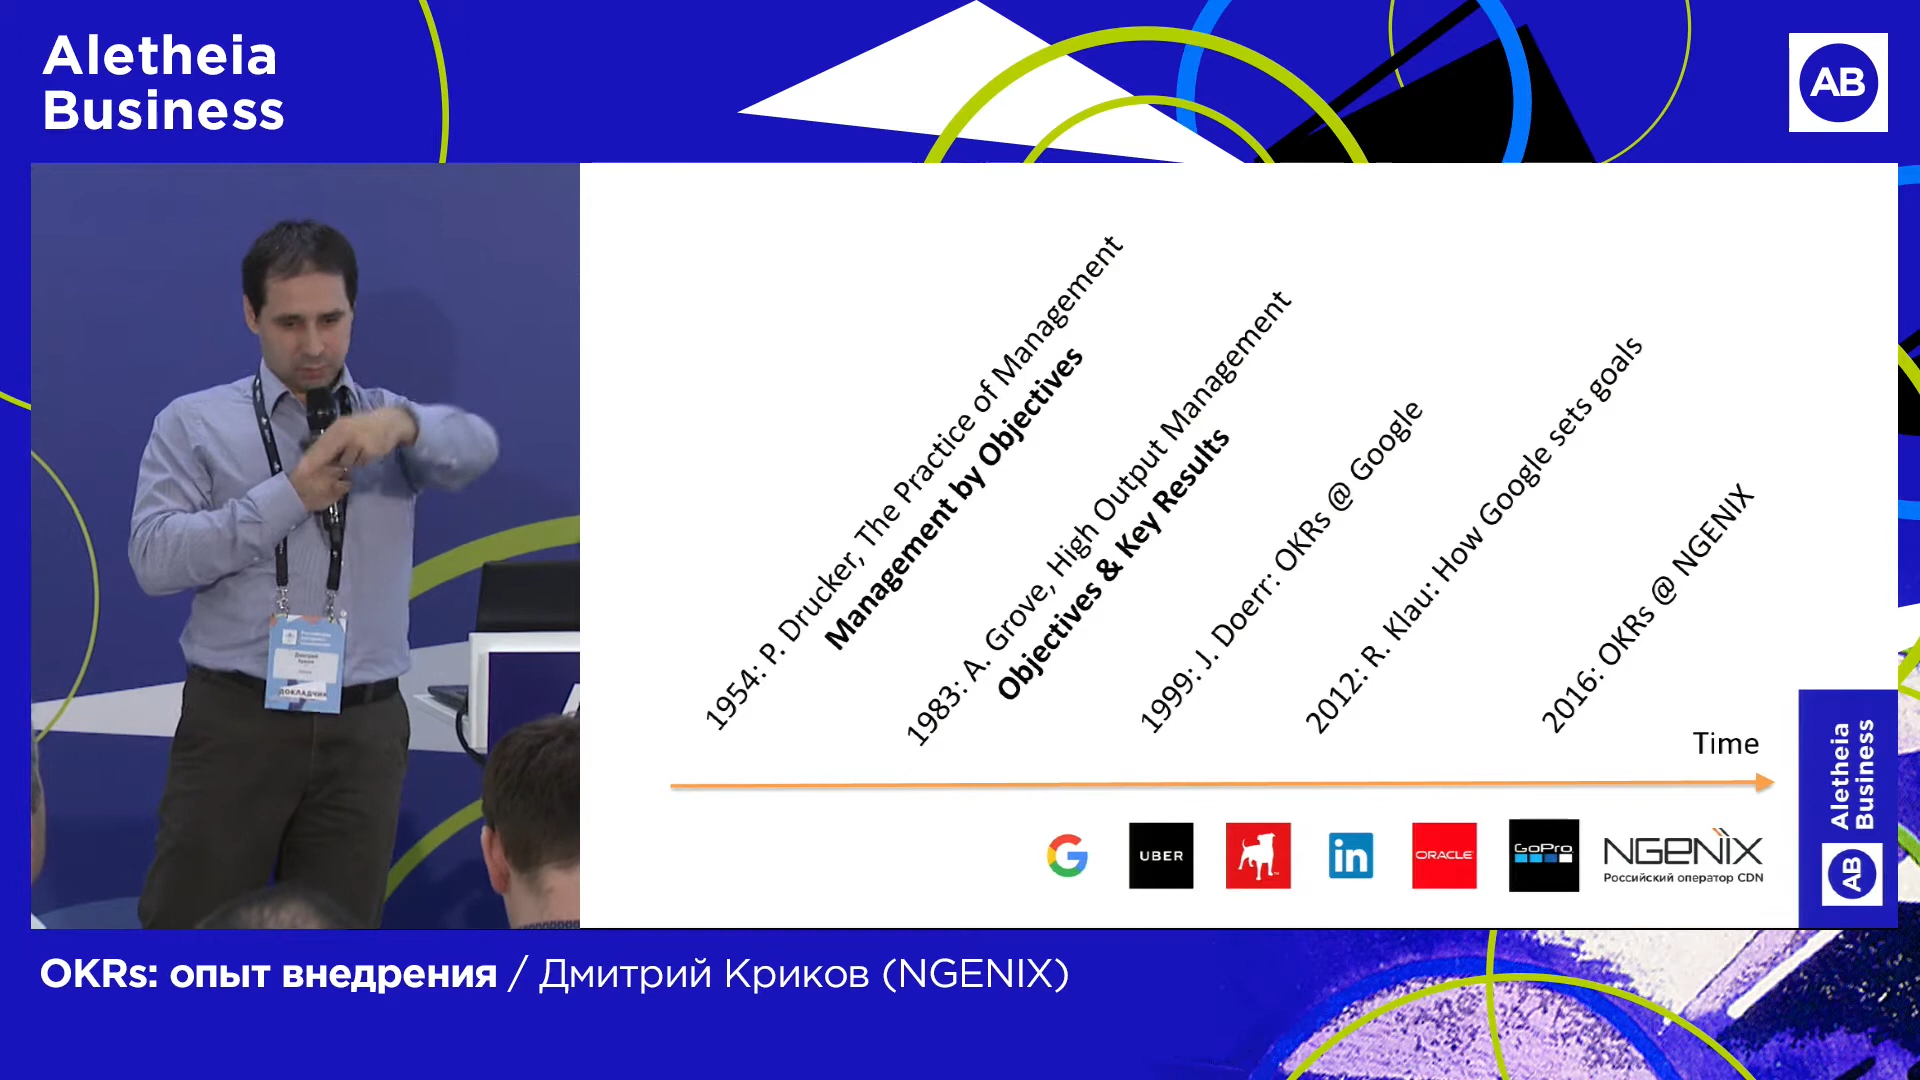 Aletheia
Business
AB
1954: P. Drucker, The Practice of Management
Management by Objectives
1983: A. Grove, High Output Management
Objectives & Key Results
1999: J. Doerr: OKRs @ Google
2012: R. Klau: How Google sets goals
2016: OKRs @ NGENIX
Time
G
UBER
in
ORACLE
GoPro
NGENIX
Российский оператор CDN
Aletheia
Business
AB
Дмитрий
ДОКЛАДЧИК
OKRs: опыт внедрения / Дмитрий Криков (NGENIX)